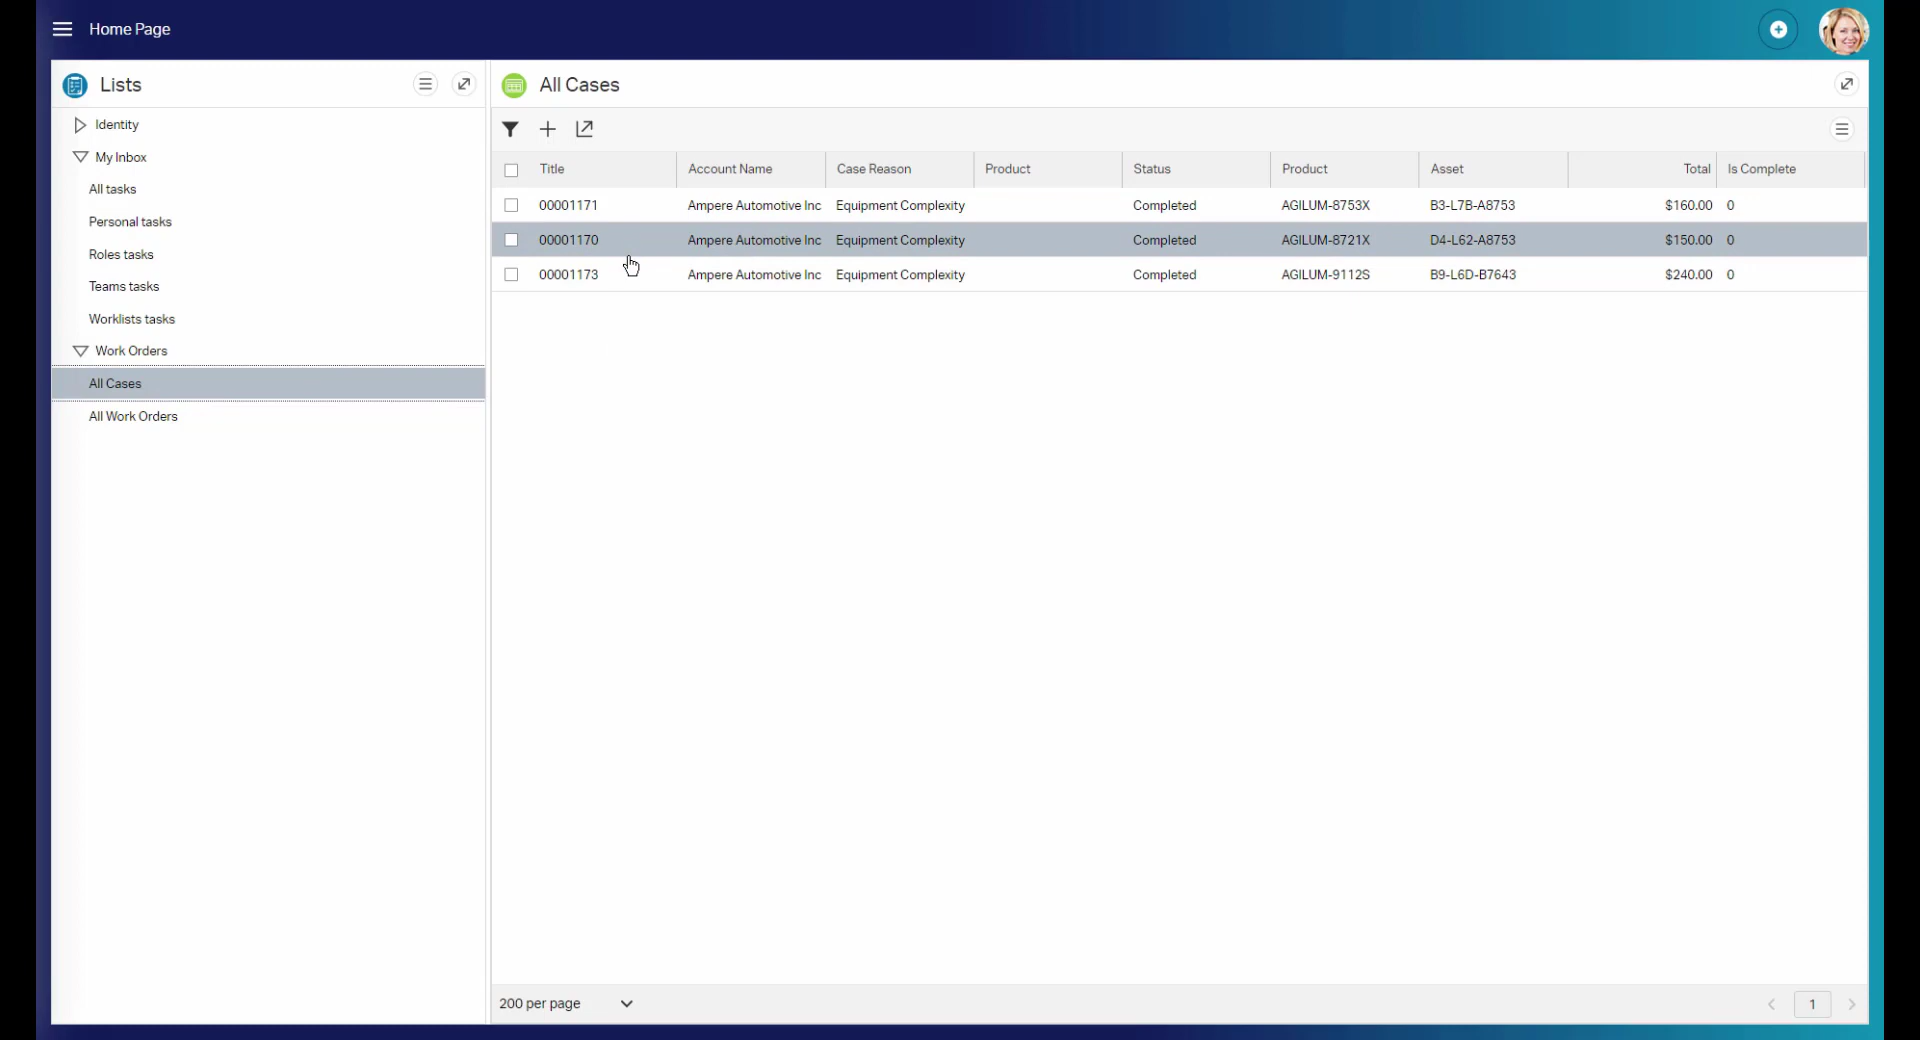 Home Page
Lists
Identity
My Inbox
All tasks
Personal tasks
Roles tasks
Teams tasks
Worklists tasks
Work Orders
All Cases
All Work Orders
All Cases
Title Account Name Case Reason Product Status Product Asset Total Is Complete
00001171 Ampere Automotive Inc Equipment Complexity Completed AGILUM-8753X B3-L7B-A8753 $160.00 0
00001170 Ampere Automotive Inc Equipment Complexity Completed AGILUM-8721X D4-L62-A8753 $150.00 0
00001173 Ampere Automotive Inc Equipment Complexity Completed AGILUM-9112S B9-L6D-B7643 $240.00 0
200 per page 1